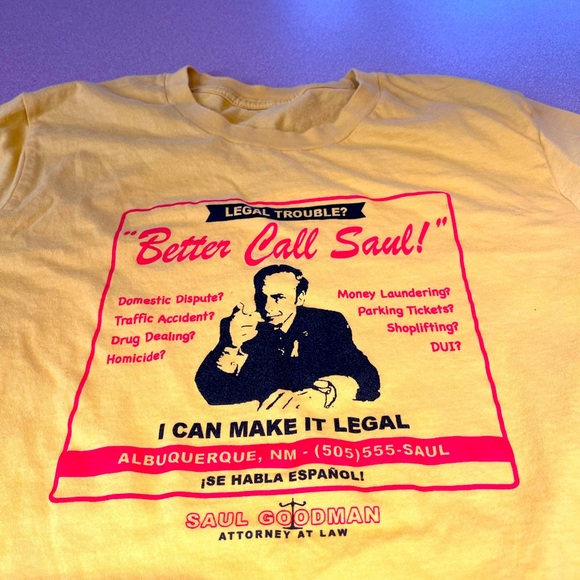 LEGAL TROUBLE?
"Better Call Saul!"
Domestic Dispute?
Traffic Accident?
Drug Dealing?
Homicide?
Money Laundering?
Parking Tickets?
Shoplifting?
DUI?
I CAN MAKE IT LEGAL
ALBUQUERQUE, NM - (505)555-SAUL
¡SE HABLA ESPAÑOL!
SAUL GOODMAN
ATTORNEY AT LAW